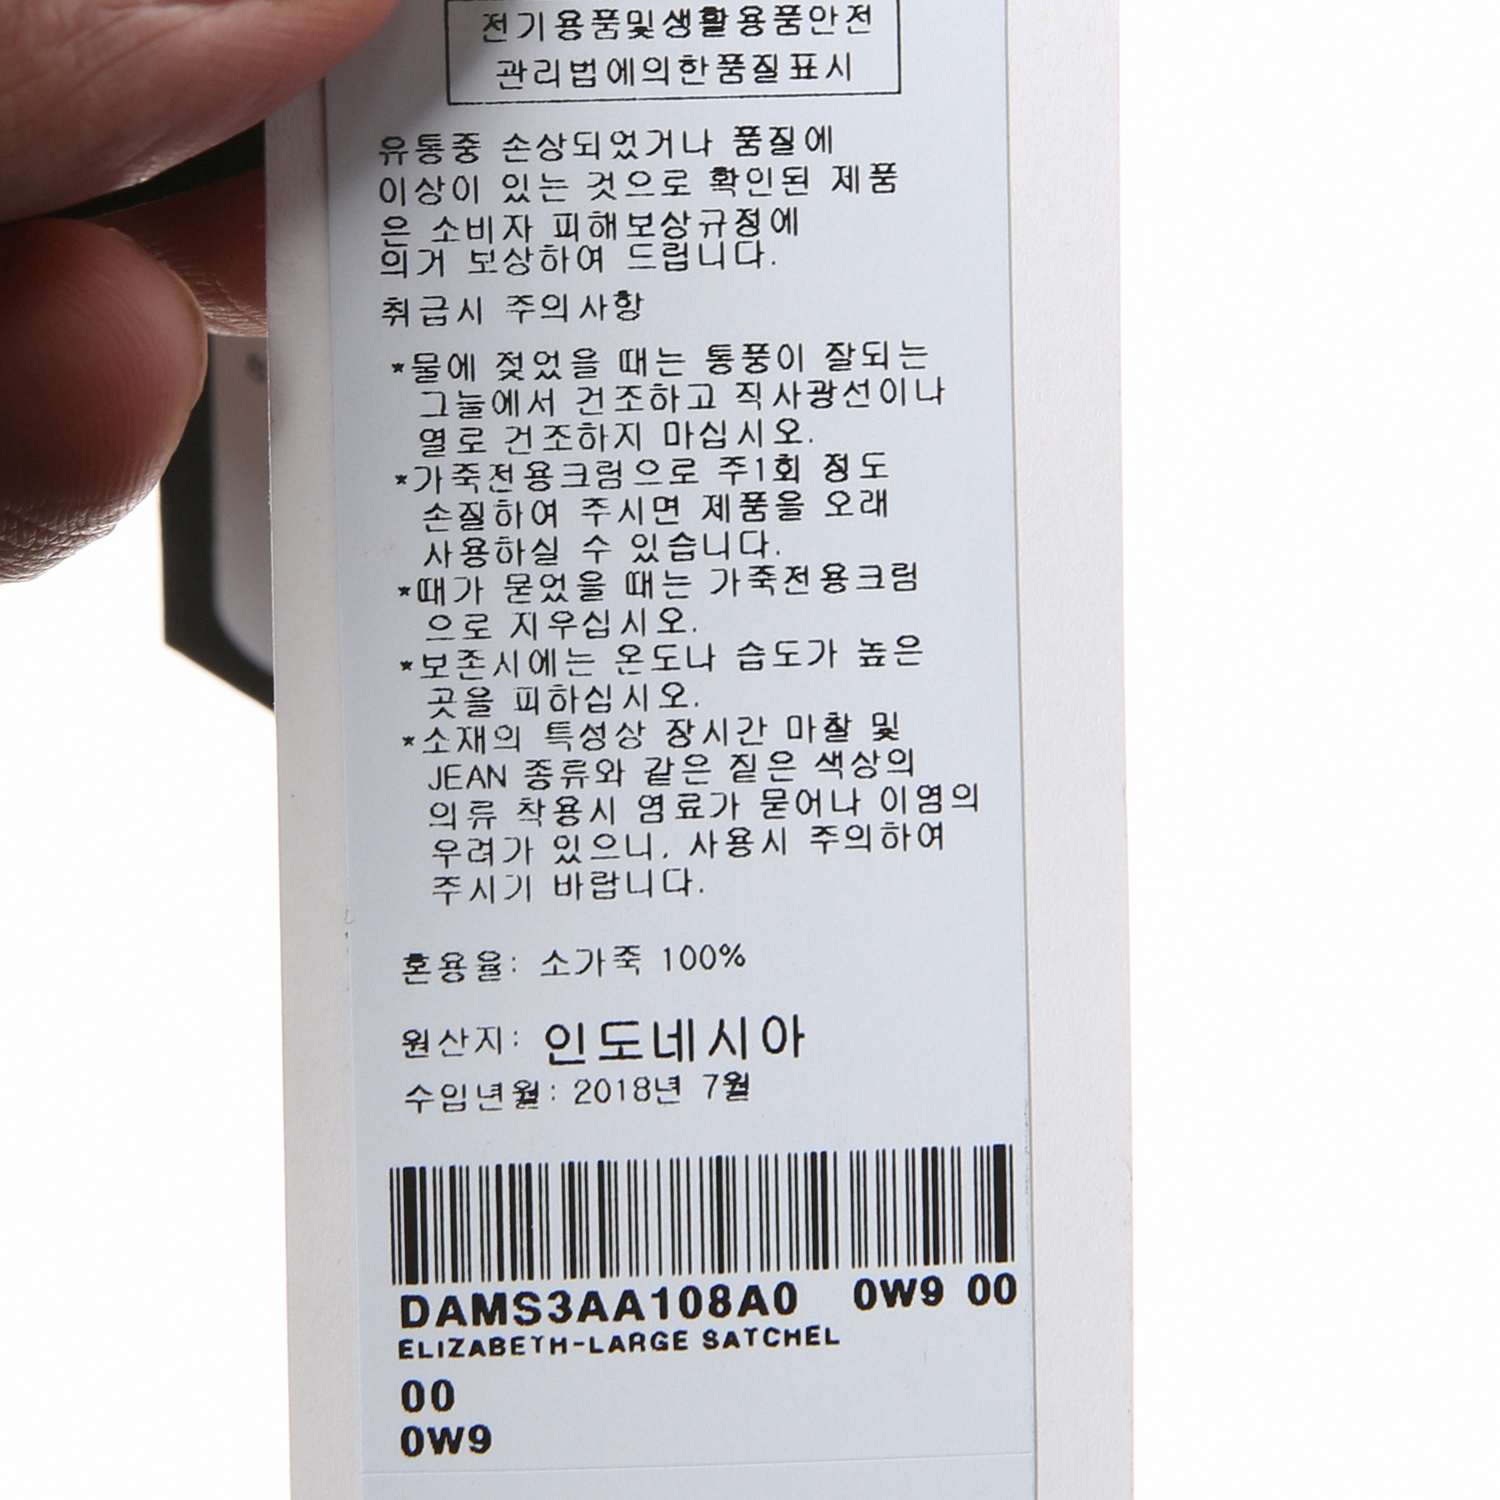 전기용품및생활용품안전
관리법에의한품질표시
유통중 손상되었거나 품질에
이상이 있는 것으로 확인된 제품
은 소비자 피해보상규정에
의거 보상하여 드립니다.
취급시 주의사항
*물에 젖었을 때는 통풍이 잘되는
그늘에서 건조하고 직사광선이나
열로 건조하지 마십시오.
*가죽전용크림으로 주1회 정도
손질하여 주시면 제품을 오래
사용하실 수 있습니다.
*때가 묻었을 때는 가죽전용크림
으로 지우십시오.
*보존시에는 온도나 습도가 높은
곳을 피하십시오.
*소재의 특성상 장시간 마찰 및
JEAN 종류와 같은 짙은 색상의
의류 착용시 염료가 묻어나 이염의
우려가 있으니, 사용시 주의하여
주시기 바랍니다.
혼용율: 소가죽 100%
원산지: 인도네시아
수입년월: 2018년 7월
DAMS3AA108A0 0W9 00
ELIZABETH-LARGE SATCHEL
00
0W9